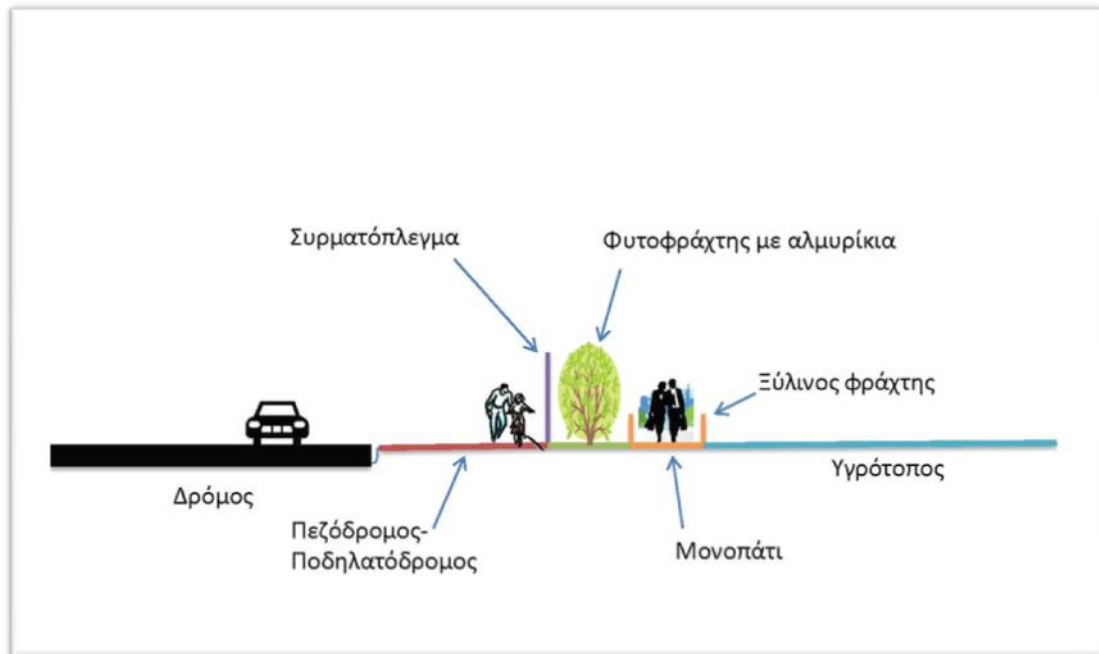 Συρματόπλεγμα
Φυτοφράχτης με αλμυρίκια
Ξύλινος φράχτης
Δρόμος
Υγρότοπος
Πεζόδρομος-
Ποδηλατόδρομος
Μονοπάτι